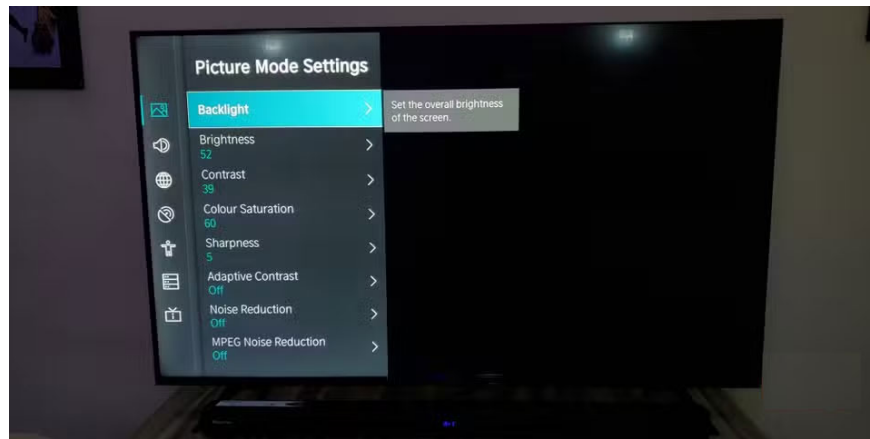 Picture Mode Settings
Backlight
Set the overall brightness
of the screen.
Brightness
52
Contrast
39
Colour Saturation
60
Sharpness
5
Adaptive Contrast
Off
Noise Reduction
Off
MPEG Noise Reduction
Off